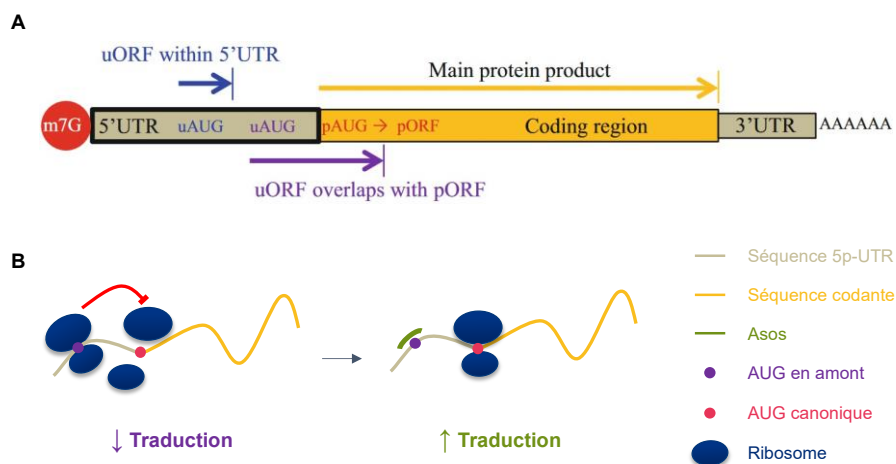 A
uORF within 5'UTR
Main protein product
m7G 5'UTR uAUG uAUG pAUG → pORF Coding region 3'UTR AAAAAA
uORF overlaps with pORF
B
Séquence 5p-UTR
Séquence codante
Asos
AUG en amont
AUG canonique
Ribosome
↓ Traduction
↑ Traduction